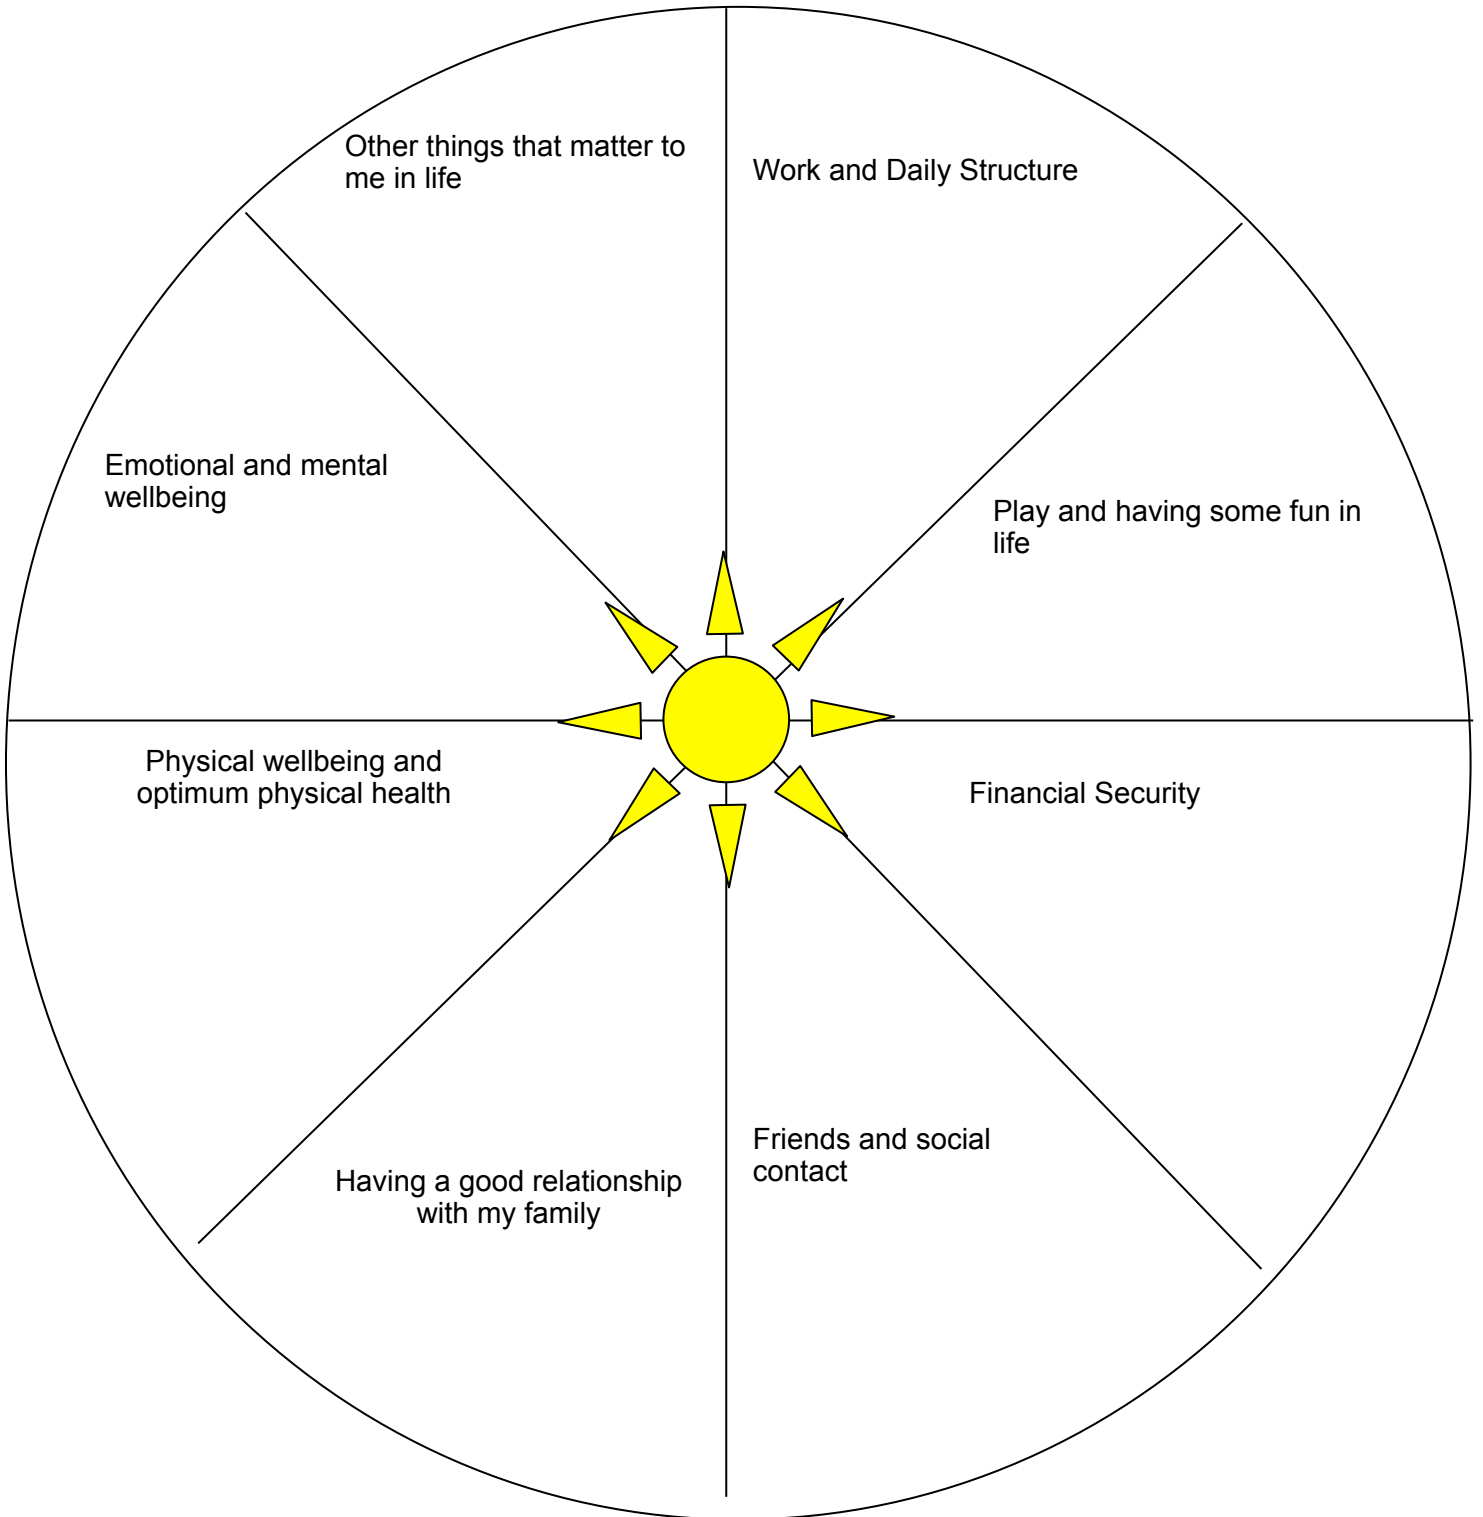 Other things that matter to
me in life
Work and Daily Structure
Emotional and mental
wellbeing
Play and having some fun in
life
Physical wellbeing and
optimum physical health
Financial Security
Friends and social
contact
Having a good relationship
with my family